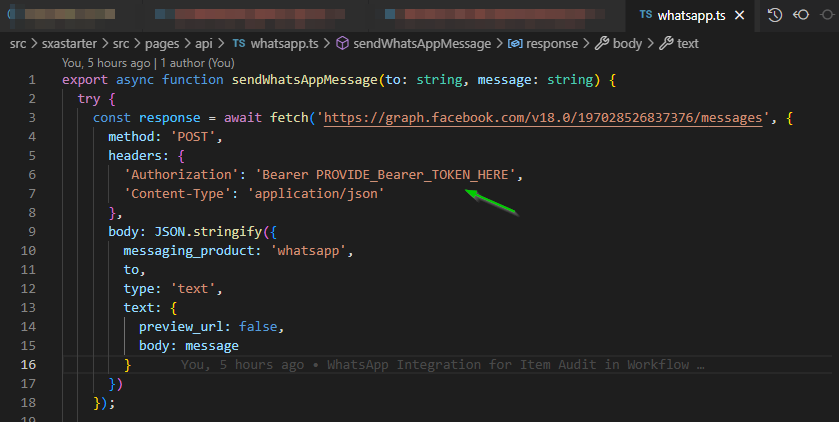 TS whatsapp.ts ×
src > sxastarter > src > pages > api > TS whatsapp.ts > sendWhatsAppMessage > response > body > text
You, 5 hours ago | 1 author (You)
1 export async function sendWhatsAppMessage(to: string, message: string) {
2 try {
3 const response = await fetch('https://graph.facebook.com/v18.0/197028526837376/messages', {
4 method: 'POST',
5 headers: {
6 'Authorization': 'Bearer PROVIDE_Bearer_TOKEN_HERE',
7 'Content-Type': 'application/json'
8 },
9 body: JSON.stringify({
10 messaging_product: 'whatsapp',
11 to,
12 type: 'text',
13 text: {
14 preview_url: false,
15 body: message
16 } You, 5 hours ago • WhatsApp Integration for Item Audit in Workflow …
17 })
18 });
19